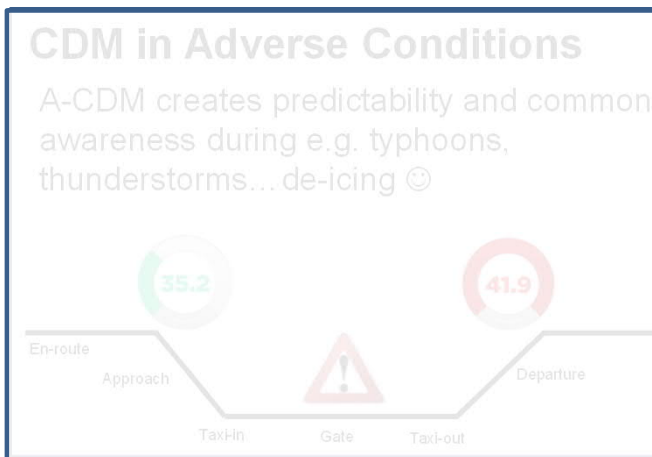 CDM in Adverse Conditions
A-CDM creates predictability and common
awareness during e.g. typhoons,
thunderstorms... de-icing ☺
35.2
41.9
En-route
Approach
Departure
Taxi-in
Gate
Taxi-out